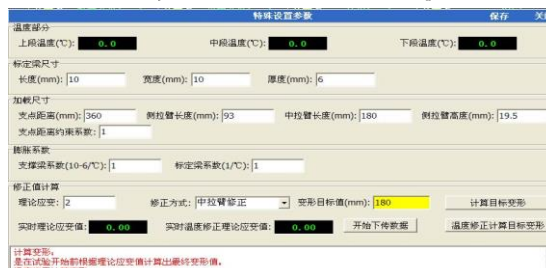 特殊设置参数 保存 关
温度部分
上段温度(℃): 0.0 中段温度(℃): 0.0 下段温度(℃): 0.0
标定梁尺寸
长度(mm): 10 宽度(mm): 10 厚度(mm): 6
加载尺寸
支点距离(mm): 360 侧拉臂长度(mm): 93 中拉臂长度(mm): 180 侧拉臂高度(mm): 19.5
支点距离约束系数: 1
膨胀系数
支撑梁系数(10-6/℃): 1 标定梁系数(1/℃): 1
修正值计算
理论应变: 2 修正方式: 中拉臂修正 变形目标值(mm): 180 计算目标变形
实时理论应变值: 0.00 实时温度修正理论应变值: 0.00 开始下传数据 温度修正计算目标变形
计算变形:
是在试验开始前根据理论应变值计算出最终变形值。